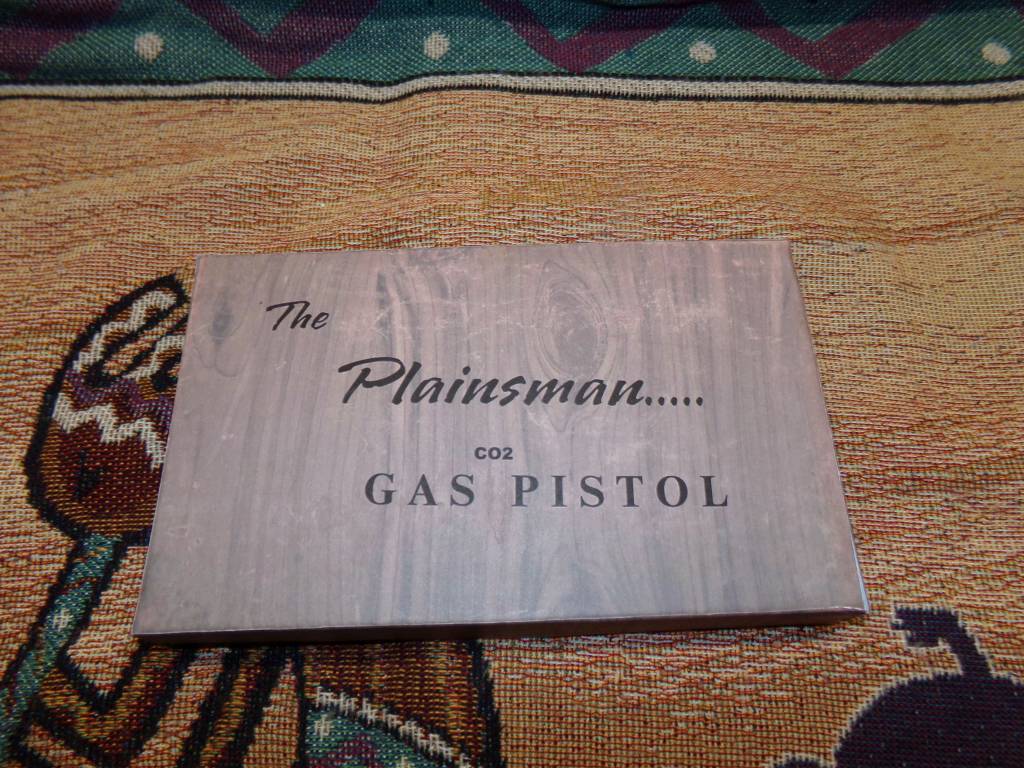 The
Plainsman.....
CO2
GAS PISTOL